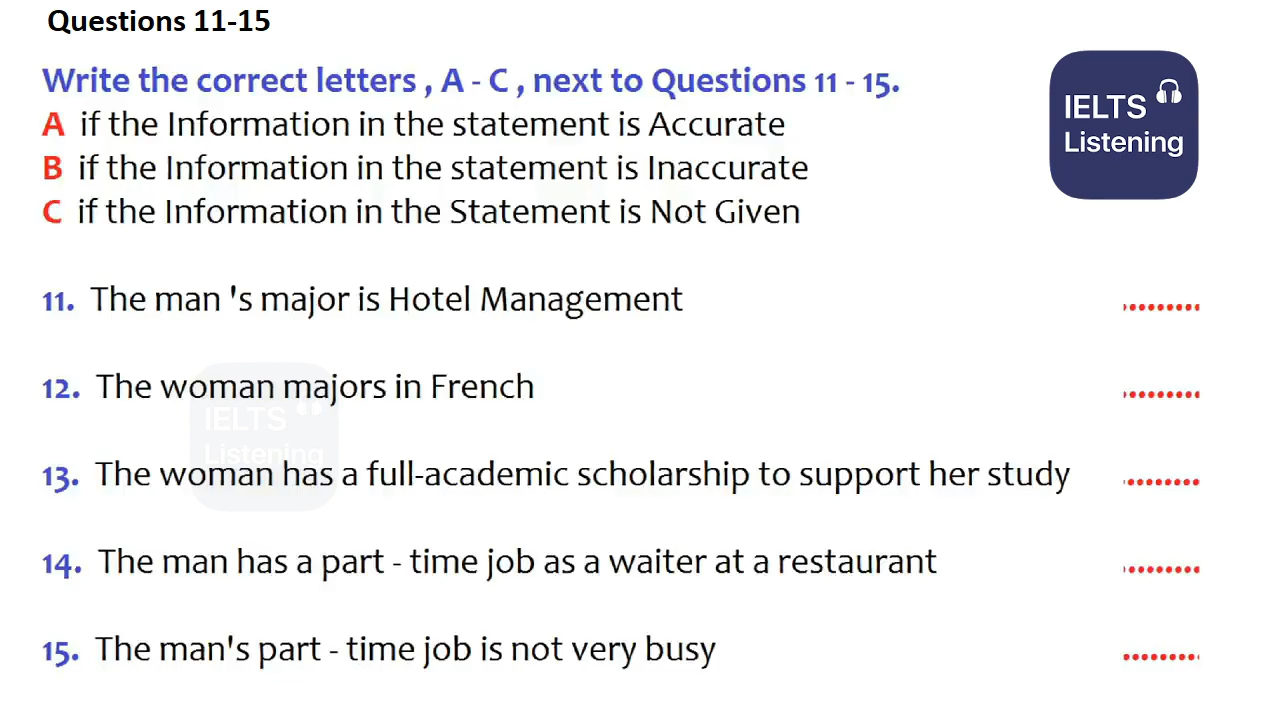 Questions 11-15
Write the correct letters , A - C , next to Questions 11 - 15.
IELTS
Listening
A if the Information in the statement is Accurate
B if the Information in the statement is Inaccurate
C if the Information in the Statement is Not Given
11. The man 's major is Hotel Management ..........
12. The woman majors in French ..........
IELTS
Listening
13. The woman has a full-academic scholarship to support her study ..........
14. The man has a part - time job as a waiter at a restaurant ..........
15. The man's part - time job is not very busy ..........